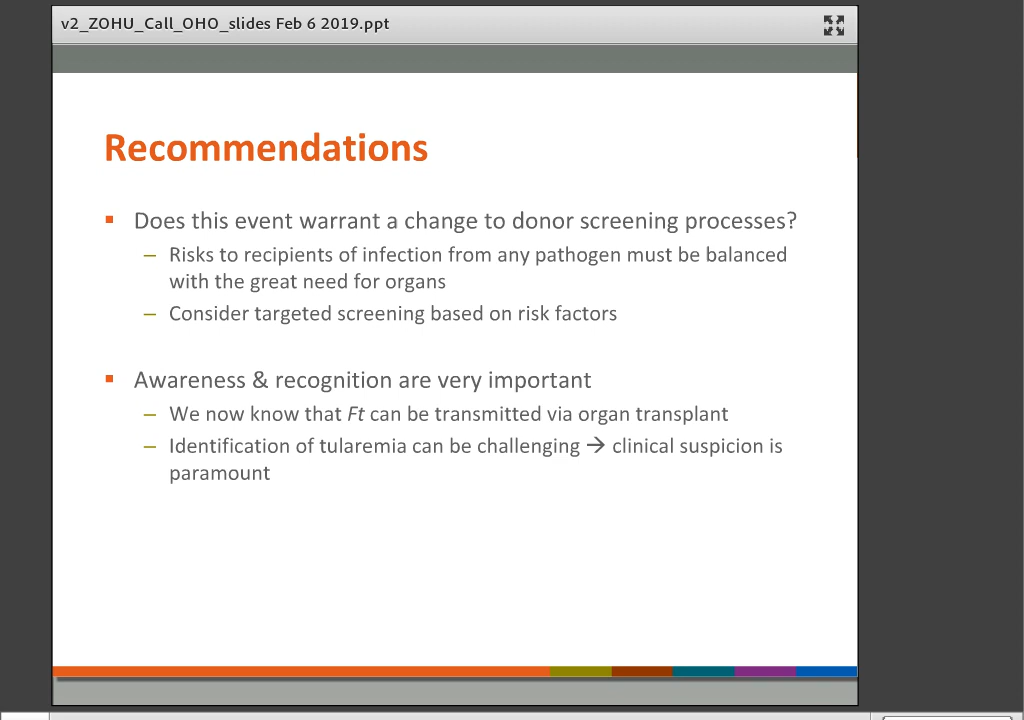 v2_ZOHU_Call_OHO_slides Feb 6 2019.ppt
Recommendations
▪ Does this event warrant a change to donor screening processes?
– Risks to recipients of infection from any pathogen must be balanced
with the great need for organs
– Consider targeted screening based on risk factors
▪ Awareness & recognition are very important
– We now know that Ft can be transmitted via organ transplant
– Identification of tularemia can be challenging → clinical suspicion is
paramount